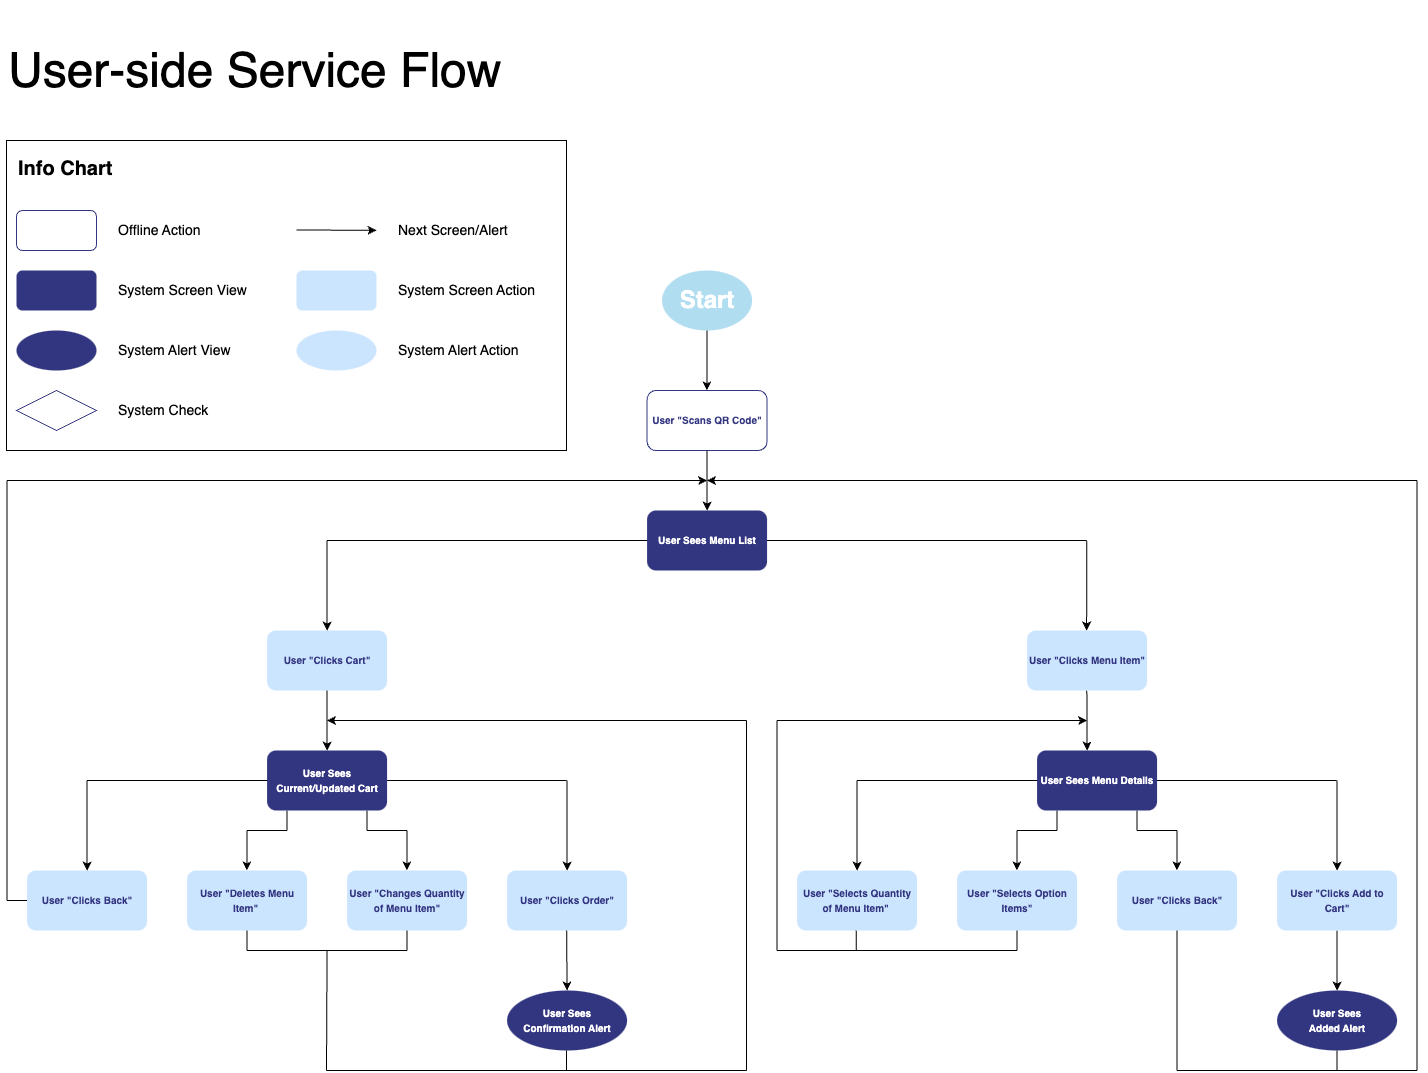 User-side Service Flow
Info Chart
Offline Action
Next Screen/Alert
System Screen View
System Screen Action
System Alert View
System Alert Action
System Check
Start
User "Scans QR Code"
User Sees Menu List
User "Clicks Cart"
User "Clicks Menu Item"
User Sees
Current/Updated Cart
User Sees Menu Details
User "Clicks Back"
User "Deletes Menu
Item"
User "Changes Quantity
of Menu Item"
User "Clicks Order"
User "Selects Quantity
of Menu Item"
User "Selects Option
Items"
User "Clicks Back"
User "Clicks Add to
Cart"
User Sees
Confirmation Alert
User Sees
Added Alert